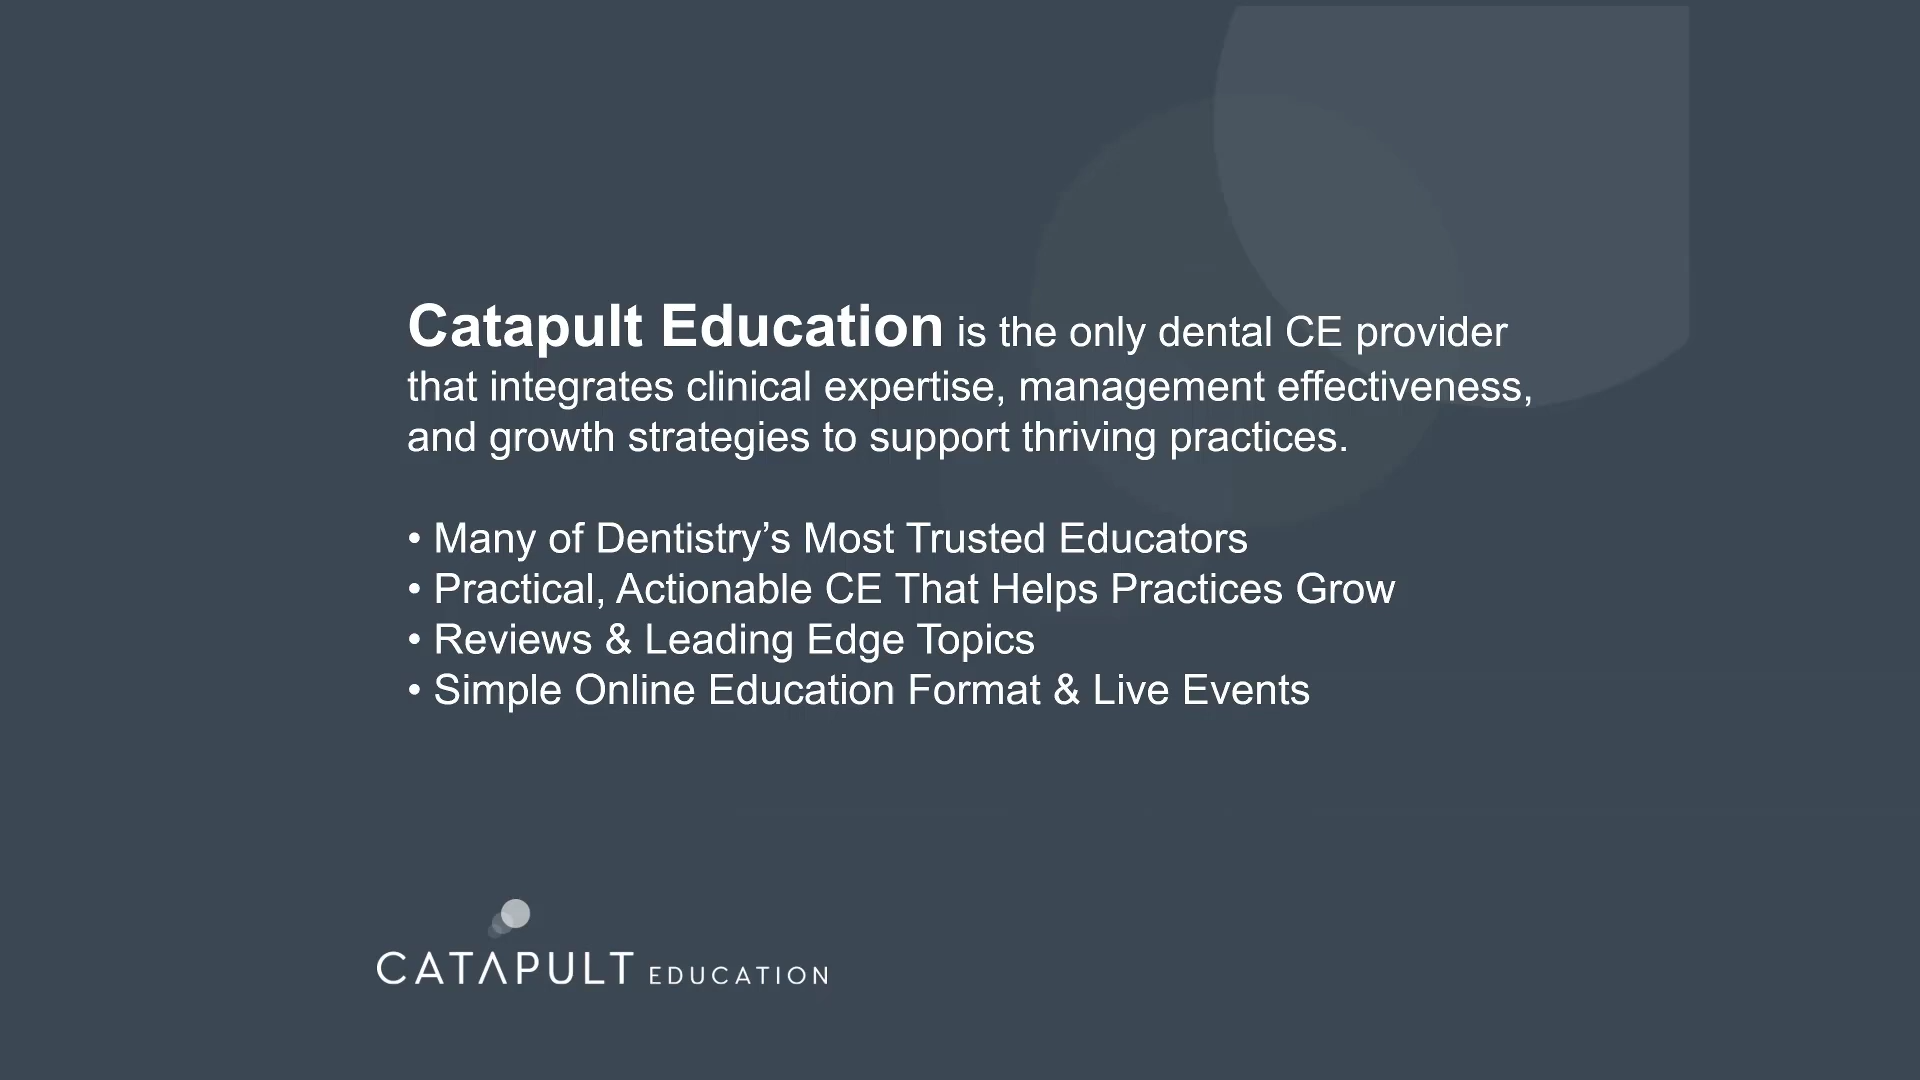 Catapult Education is the only dental CE provider
that integrates clinical expertise, management effectiveness,
and growth strategies to support thriving practices.
• Many of Dentistry’s Most Trusted Educators
• Practical, Actionable CE That Helps Practices Grow
• Reviews & Leading Edge Topics
• Simple Online Education Format & Live Events
CATAPULT EDUCATION